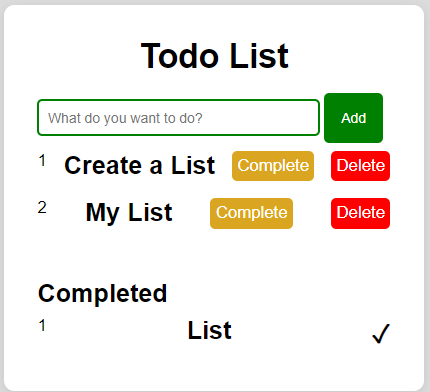 Todo List
What do you want to do? Add
1 Create a List Complete Delete
2 My List Complete Delete
Completed
1 List ✓